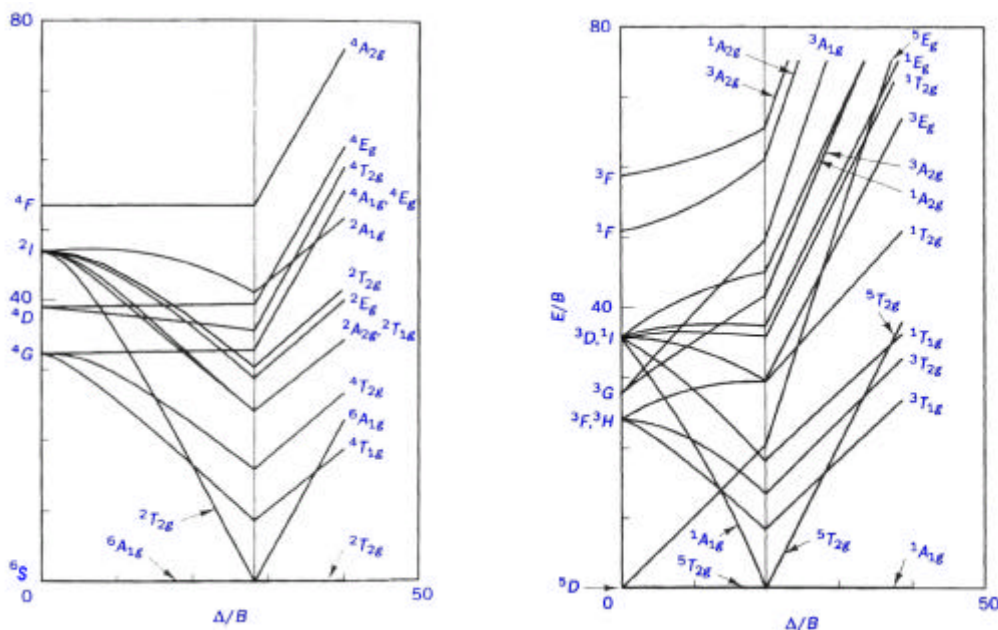 80
⁴A₂g
⁴Eg
⁴T₂g
⁴A₁g, ⁴Eg
²A₁g
²T₂g
²Eg
²A₂g, ²T₁g
⁴T₂g
⁶A₁g
⁴T₁g
⁴F
²I
40
⁴D
⁴G
²T₂g
⁶A₁g
²T₂g
⁶S
0
Δ/B
50
80
E/B
³A₂g
¹A₂g
³A₁g
⁵Eg
¹Eg
¹T₂g
³Eg
³A₂g
¹A₂g
¹T₂g
⁵T₂g
¹T₁g
³T₂g
³T₁g
³F
¹F
40
³D,¹I
³G
³F,³H
¹A₁g
⁵T₂g
⁵T₂g
¹A₁g
⁵D
0
Δ/B
50